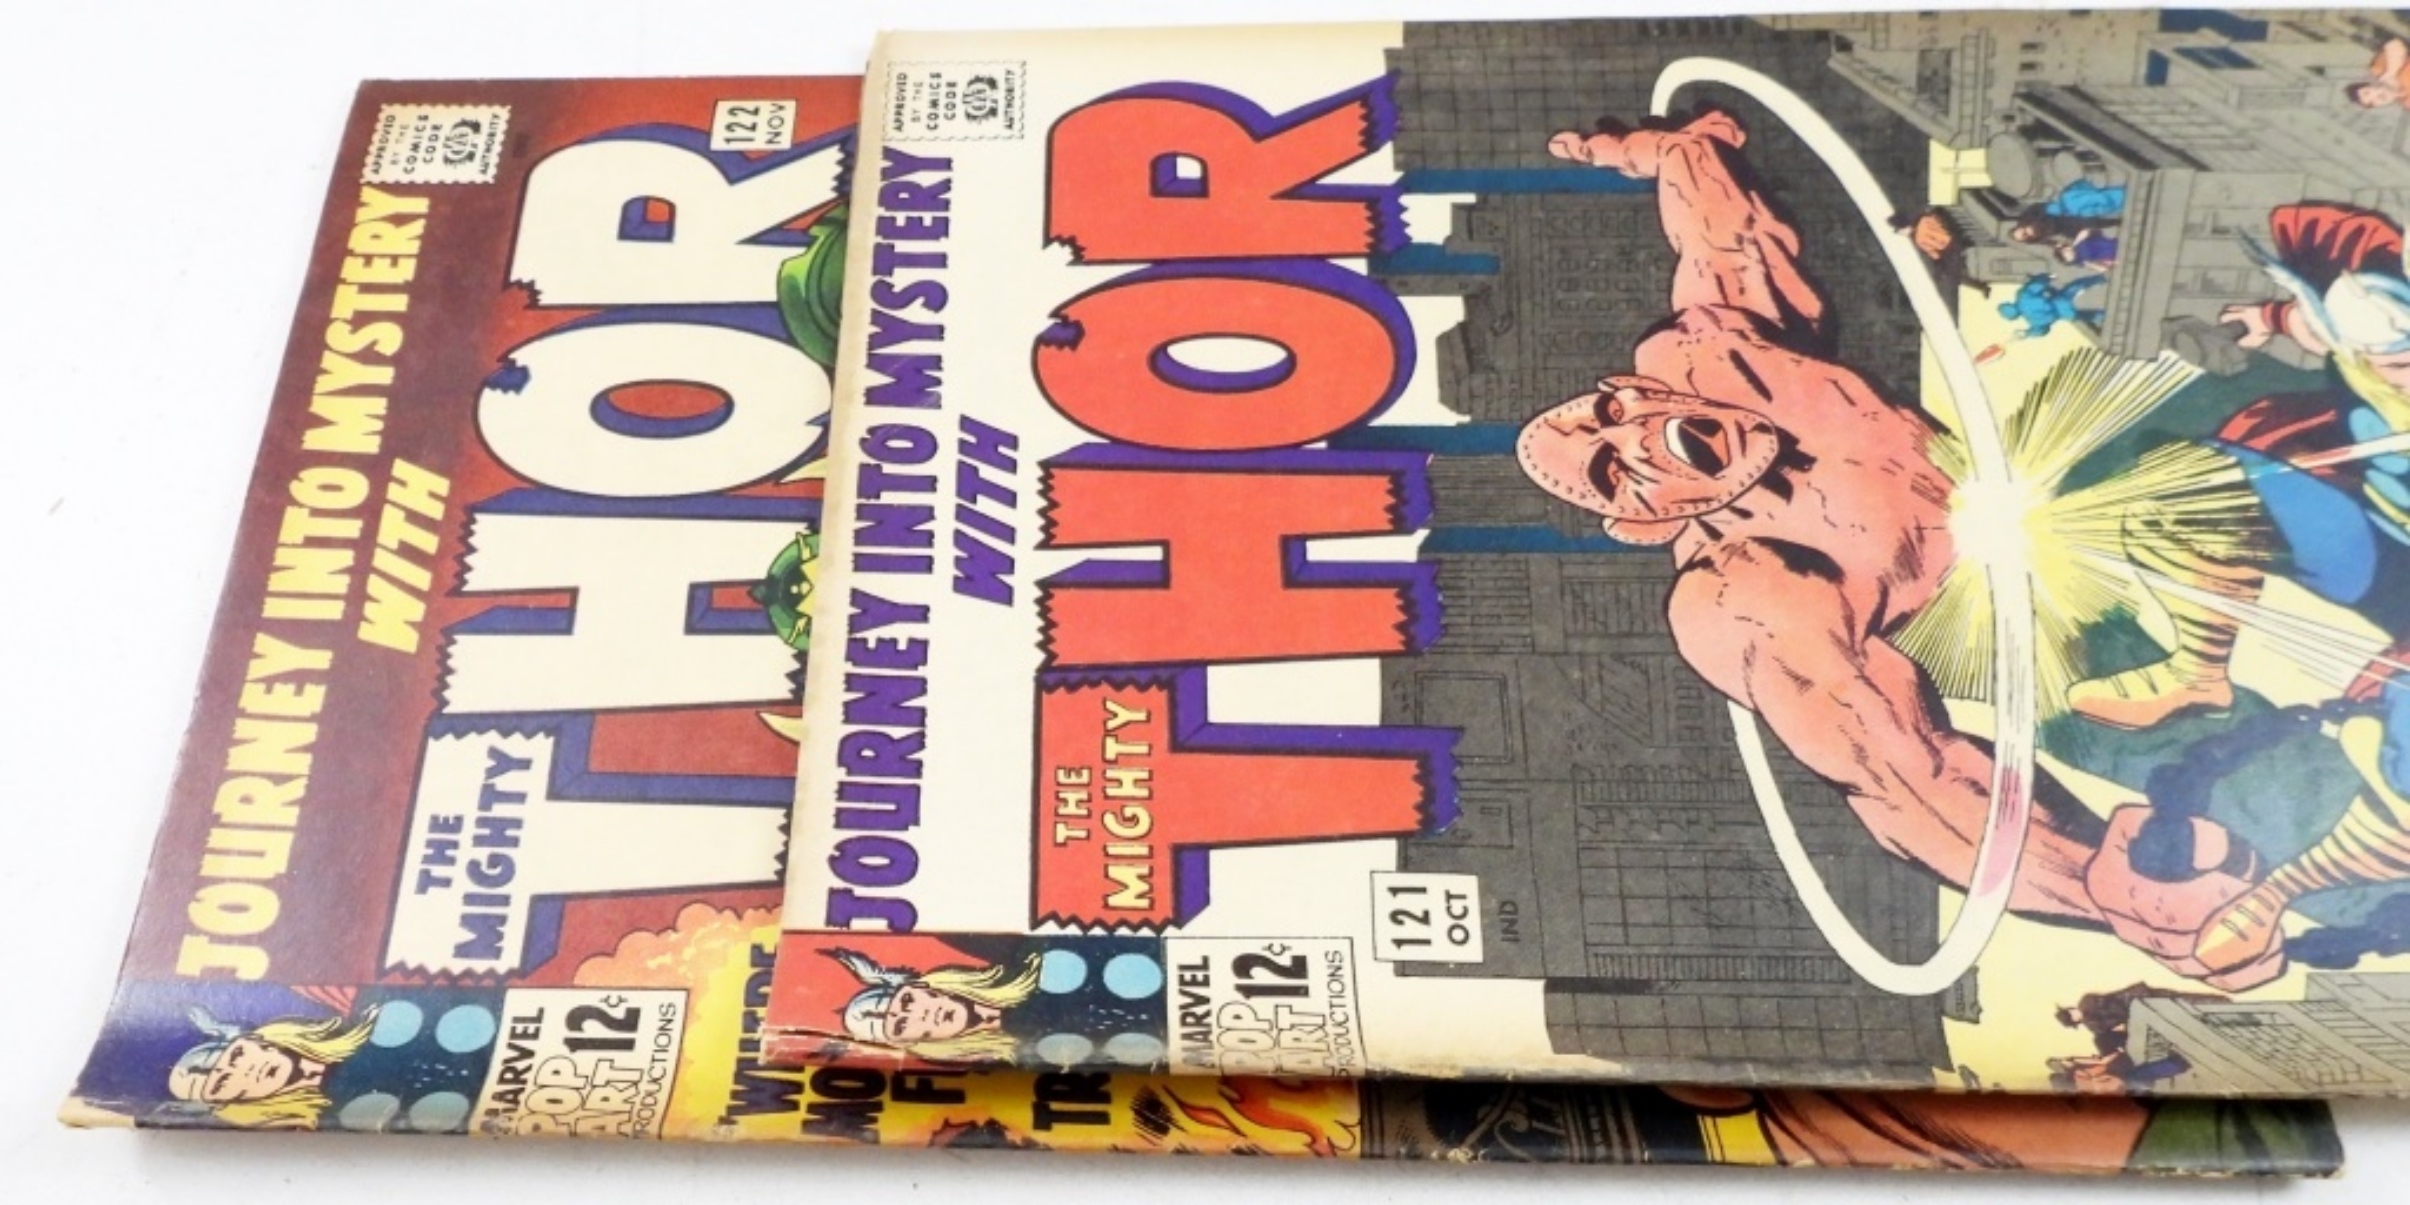 APPROVED
BY THE
COMICS
CODE
AUTHORITY
JOURNEY INTO MYSTERY
WITH
THE
MIGHTY
THOR
122
NOV
MARVEL
POP
ART
PRODUCTIONS
12¢
"WHERE
APPROVED
BY THE
COMICS
CODE
AUTHORITY
JOURNEY INTO MYSTERY
WITH
THE
MIGHTY
THOR
MARVEL
POP
ART
PRODUCTIONS
12¢
121
OCT
IND